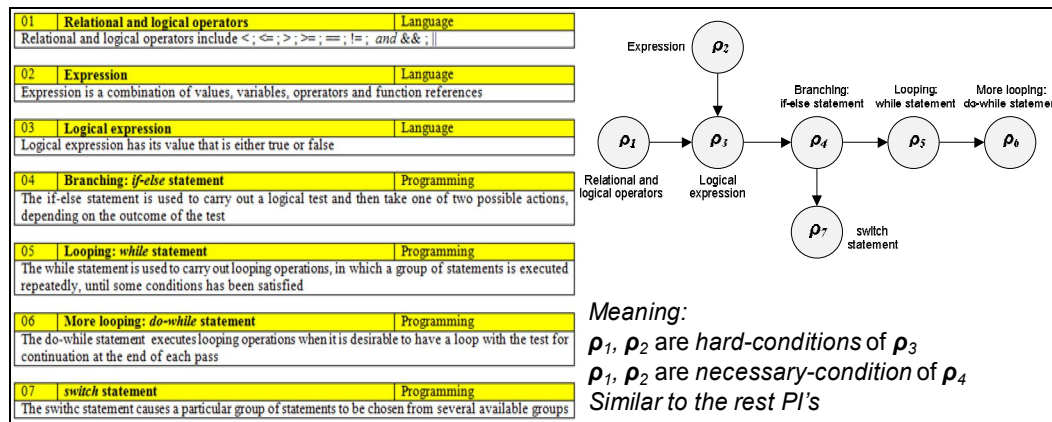 01 Relational and logical operators Language
Relational and logical operators include < ; <= ; > ; >= ; == ; != ; and && ; ||
02 Expression Language
Expression is a combination of values, variables, oprerators and function references
03 Logical expression Language
Logical expression has its value that is either true or false
04 Branching: if-else statement Programming
The if-else statement is used to carry out a logical test and then take one of two possible actions,
depending on the outcome of the test
05 Looping: while statement Programming
The while statement is used to carry out looping operations, in which a group of statements is executed
repeatedly, until some conditions has been satisfied
06 More looping: do-while statement Programming
The do-while statement executes looping operations when it is desirable to have a loop with the test for
continuation at the end of each pass
07 switch statement Programming
The swithc statement causes a particular group of statements to be chosen from several available groups
Expression
ρ2
Branching:
if-else statement
Looping:
while statement
More looping:
do-while statement
ρ1
ρ3
ρ4
ρ5
ρ6
Relational and
logical operators
Logical
expression
ρ7
switch
statement
Meaning:
ρ1, ρ2 are hard-conditions of ρ3
ρ1, ρ2 are necessary-condition of ρ4
Similar to the rest PI's